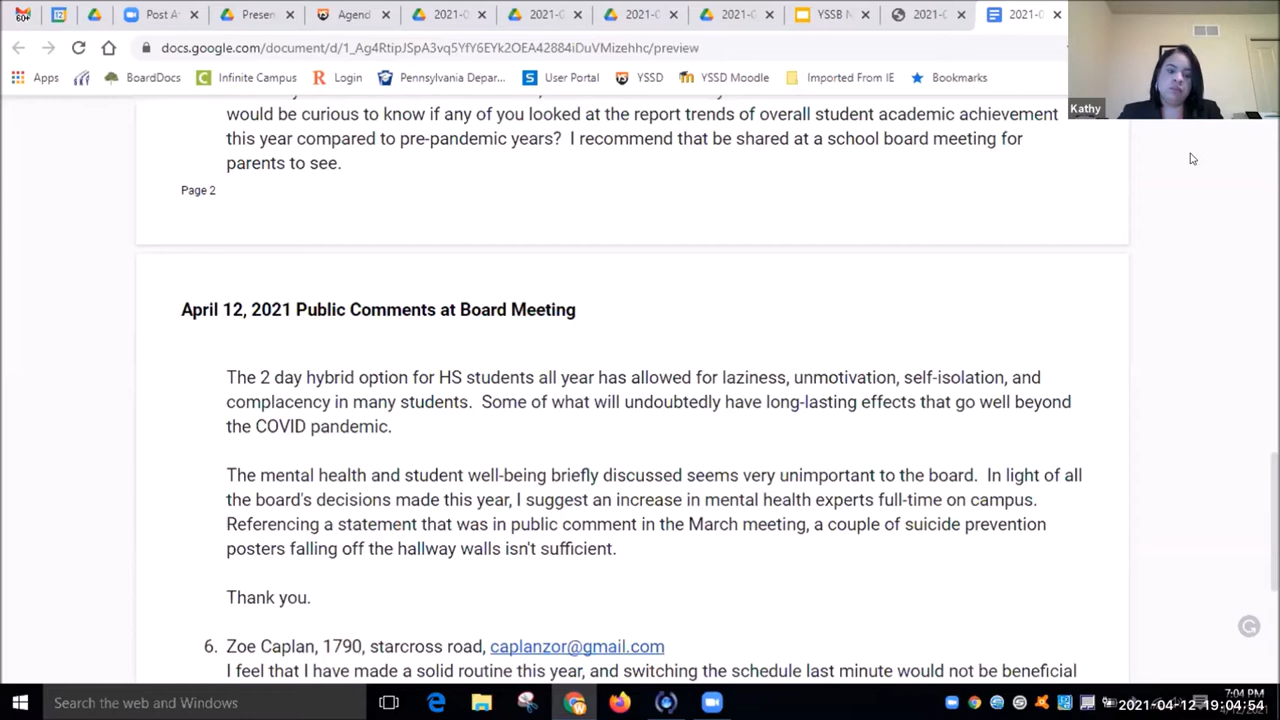 60+
12
Post A
Presen
Agend
2021-0
2021-0
2021-0
2021-0
YSSB N
2021-0
2021-0
docs.google.com/document/d/1_Ag4RtipJSpA3vq5YfY6EYk2OEA42884iDuVMizehhc/preview
Apps
BoardDocs
Infinite Campus
Login
Pennsylvania Depar...
User Portal
YSSD
YSSD Moodle
Imported From IE
Bookmarks
Kathy
would be curious to know if any of you looked at the report trends of overall student academic achievement
this year compared to pre-pandemic years? I recommend that be shared at a school board meeting for
parents to see.
Page 2
April 12, 2021 Public Comments at Board Meeting
The 2 day hybrid option for HS students all year has allowed for laziness, unmotivation, self-isolation, and
complacency in many students. Some of what will undoubtedly have long-lasting effects that go well beyond
the COVID pandemic.
The mental health and student well-being briefly discussed seems very unimportant to the board. In light of all
the board's decisions made this year, I suggest an increase in mental health experts full-time on campus.
Referencing a statement that was in public comment in the March meeting, a couple of suicide prevention
posters falling off the hallway walls isn't sufficient.
Thank you.
6. Zoe Caplan, 1790, starcross road, caplanzor@gmail.com
I feel that I have made a solid routine this year, and switching the schedule last minute would not be beneficial
Search the web and Windows
7:04 PM
2021-04-12 19:04:54